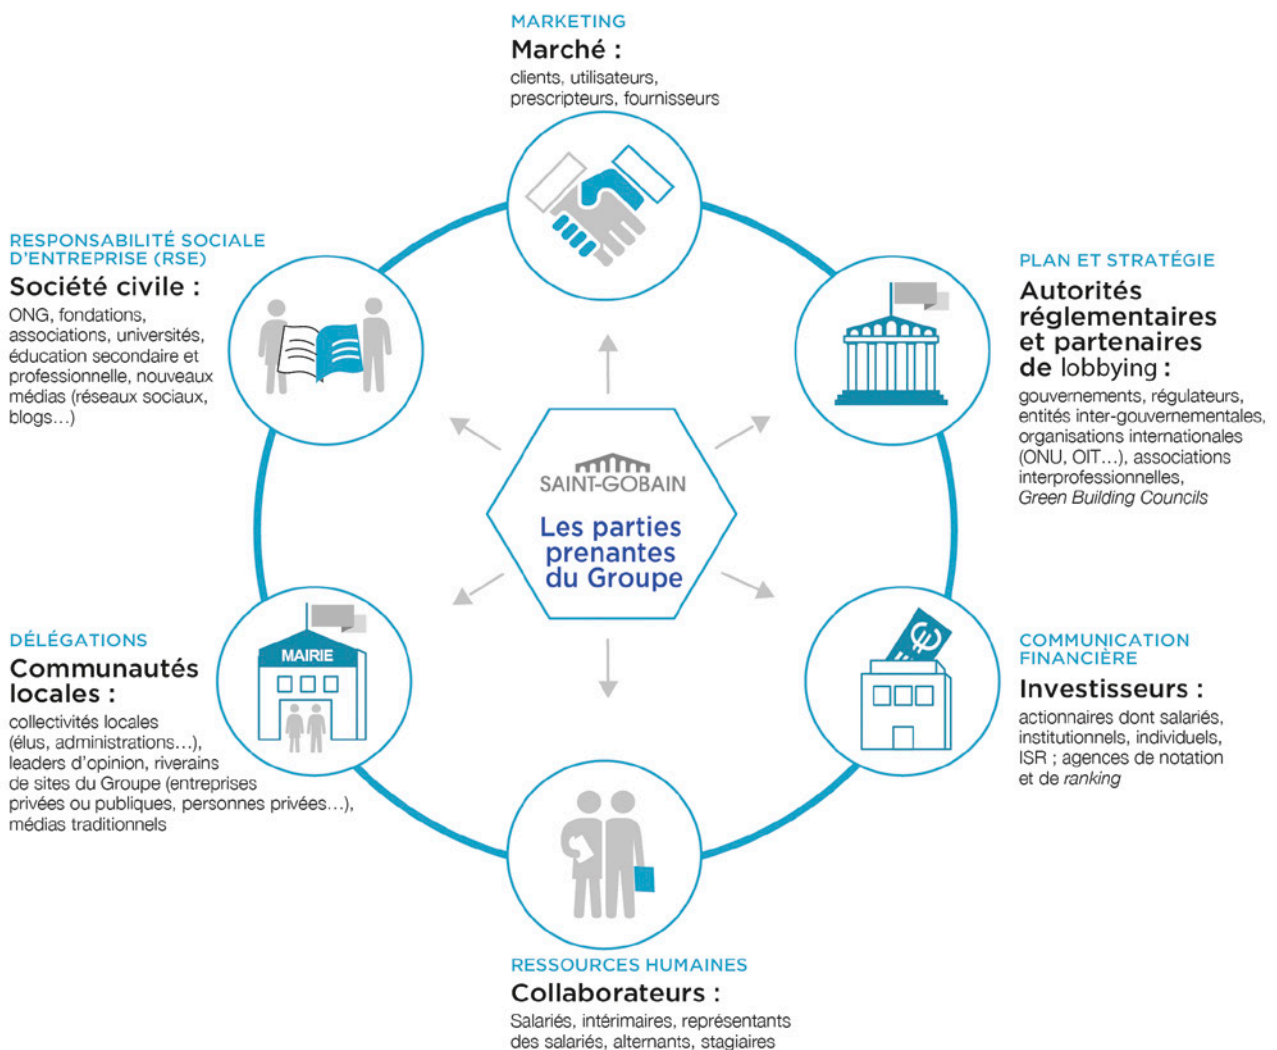 MARKETING
Marché :
clients, utilisateurs,
prescripteurs, fournisseurs
RESPONSABILITÉ SOCIALE
D'ENTREPRISE (RSE)
Société civile :
ONG, fondations,
associations, universités,
éducation secondaire et
professionnelle, nouveaux
médias (réseaux sociaux,
blogs...)
PLAN ET STRATÉGIE
Autorités
réglementaires
et partenaires
de lobbying :
gouvernements, régulateurs,
entités inter-gouvernementales,
organisations internationales
(ONU, OIT...), associations
interprofessionnelles,
Green Building Councils
SAINT-GOBAIN
Les parties
prenantes
du Groupe
DÉLÉGATIONS
Communautés
locales :
collectivités locales
(élus, administrations...),
leaders d'opinion, riverains
de sites du Groupe (entreprises
privées ou publiques, personnes privées...),
médias traditionnels
MAIRIE
€
COMMUNICATION
FINANCIÈRE
Investisseurs :
actionnaires dont salariés,
institutionnels, individuels,
ISR ; agences de notation
et de ranking
RESSOURCES HUMAINES
Collaborateurs :
Salariés, intérimaires, représentants
des salariés, alternants, stagiaires